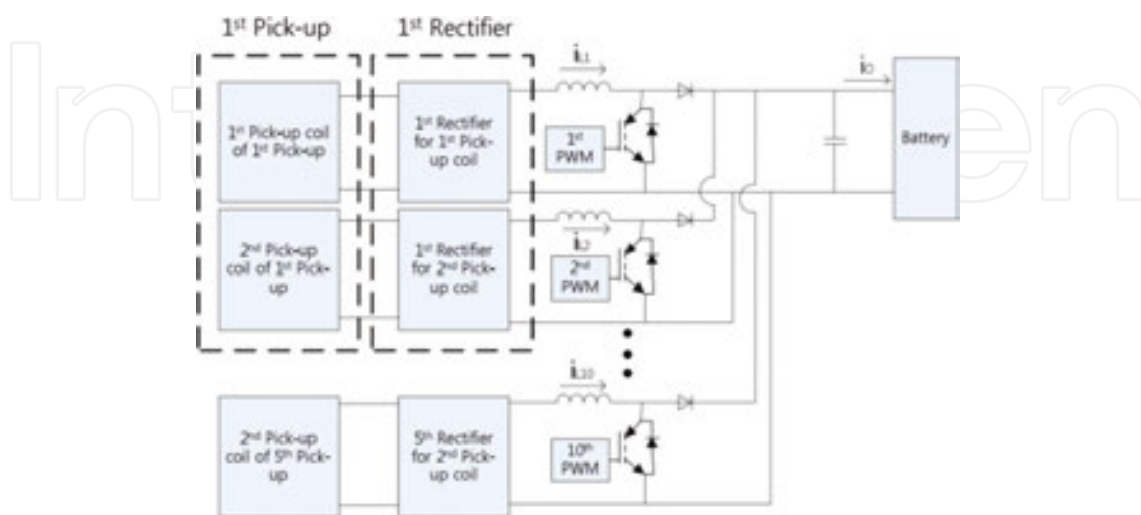 1st Pick-up
1st Rectifier
1st Pick-up coil
of 1st Pick-up
1st Rectifier
for 1st Pick-
up coil
iL1
1st
PWM
iO
Battery
2nd Pick-up
coil of 1st Pick-
up
1st Rectifier
for 2nd Pick-
up coil
iL2
2nd
PWM
2nd Pick-up
coil of 5th Pick-
up
5th Rectifier
for 2nd Pick-
up coil
iL10
10th
PWM